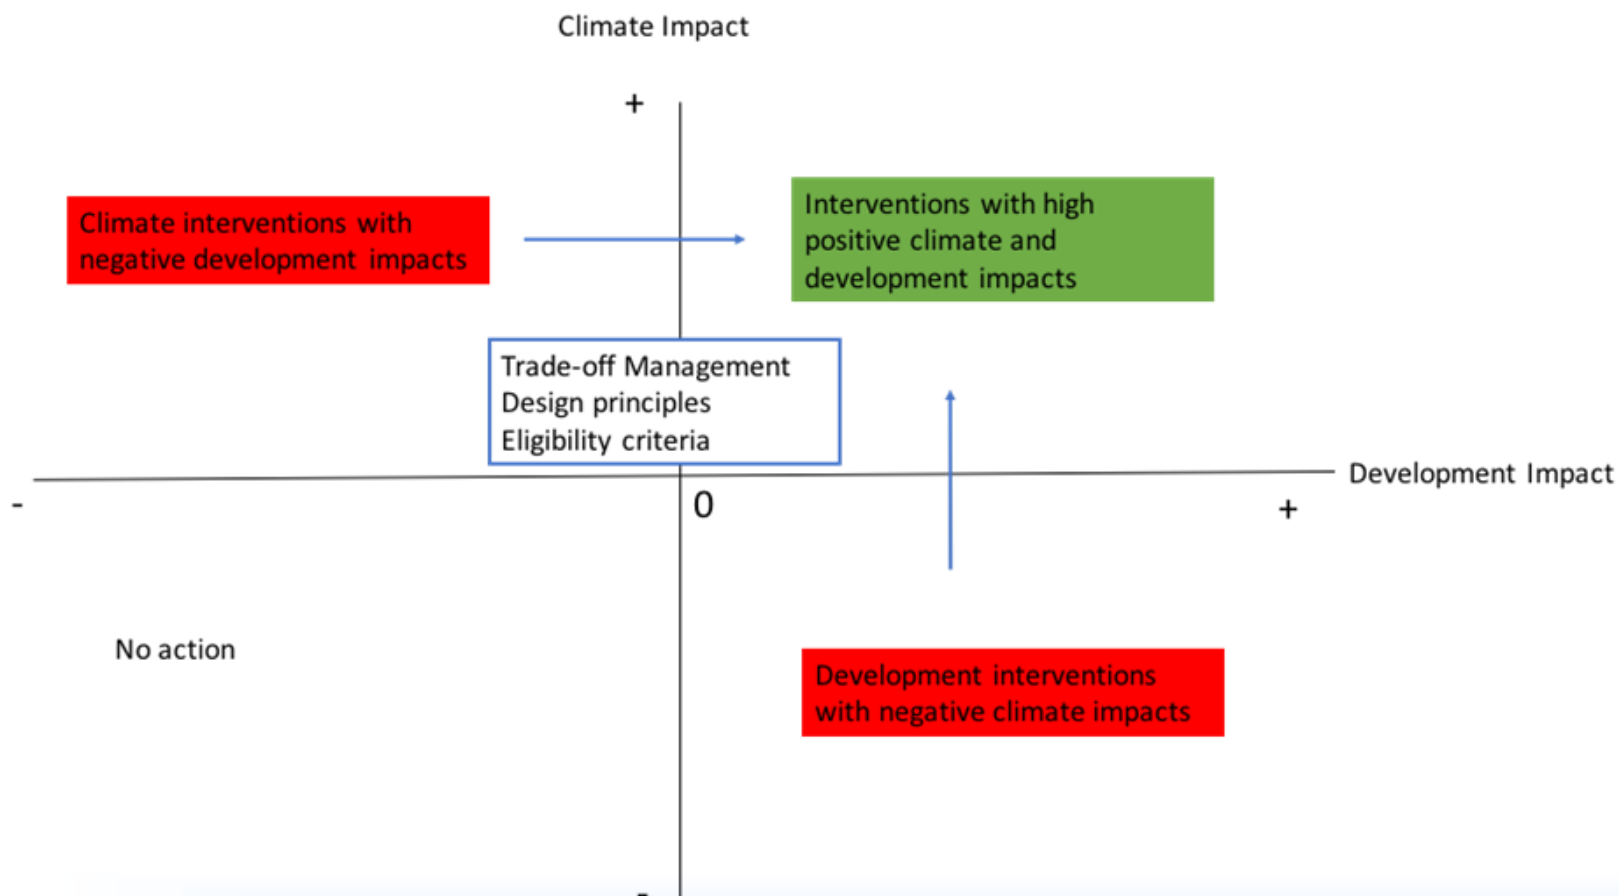 Climate Impact
+
Climate interventions with
negative development impacts
Interventions with high
positive climate and
development impacts
Trade-off Management
Design principles
Eligibility criteria
Development Impact
-
0
+
No action
Development interventions
with negative climate impacts
-